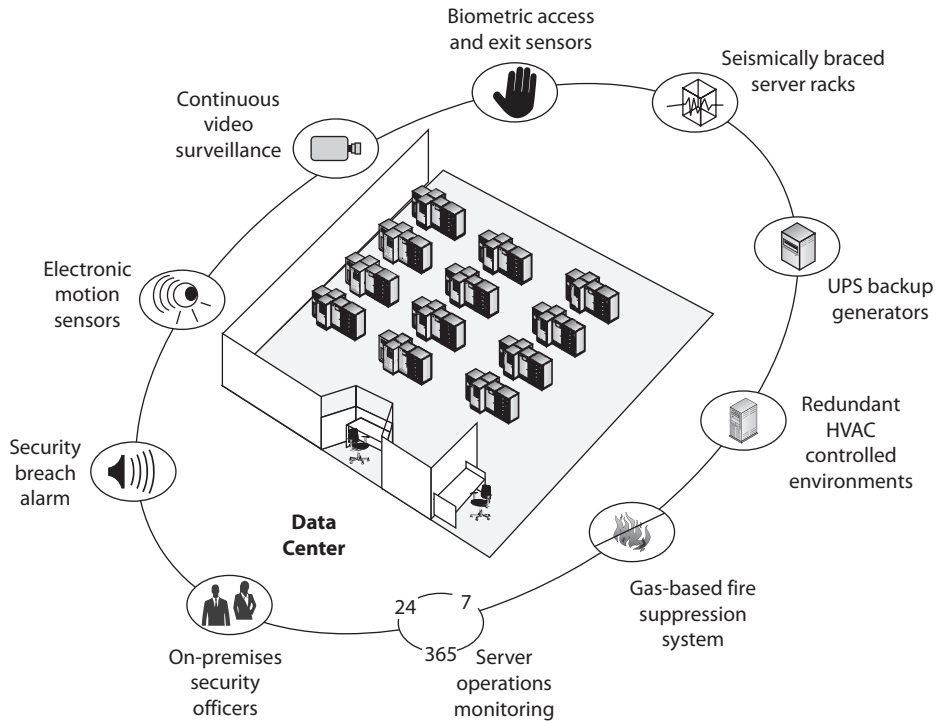 Biometric access
and exit sensors
Seismically braced
server racks
Continuous
video
surveillance
UPS backup
generators
Electronic
motion
sensors
Redundant
HVAC
controlled
environments
Security
breach
alarm
Data
Center
Gas-based fire
suppression
system
24
7
365
Server
operations
monitoring
On-premises
security
officers